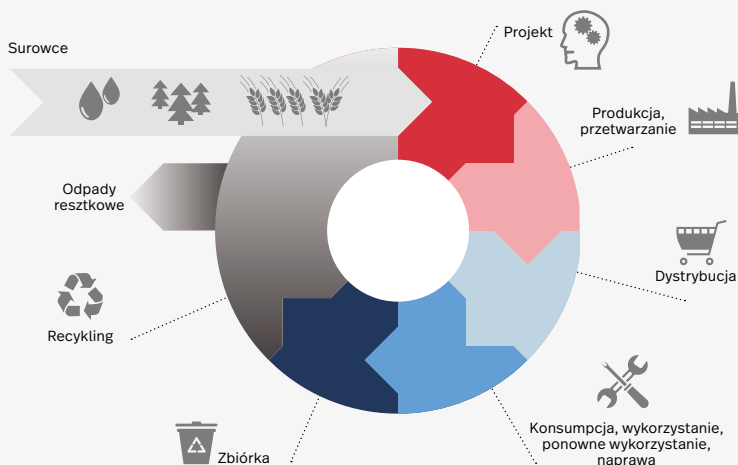 Surowce
Projekt
Produkcja,
przetwarzanie
Dystrybucja
Konsumpcja, wykorzystanie,
ponowne wykorzystanie,
naprawa
Zbiórka
Recykling
Odpady
resztkowe